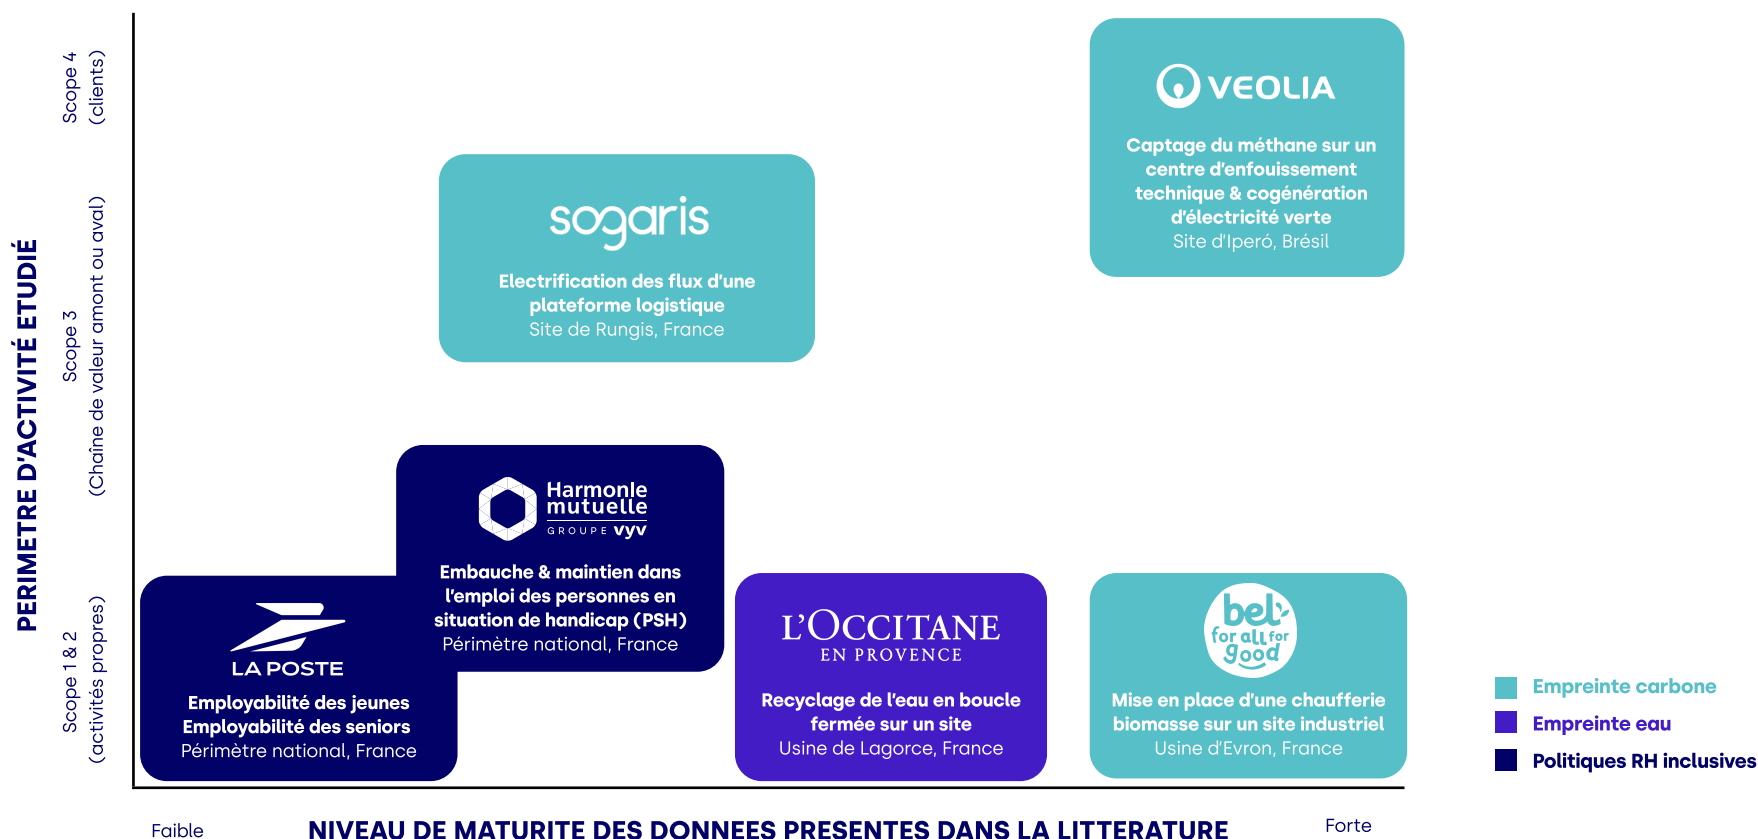 PERIMETRE D'ACTIVITÉ ETUDIÉ
Scope 4
(clients)
Scope 3
(Chaîne de valeur amont ou aval)
Scope 1 & 2
(activités propres)
VEOLIA
Captage du méthane sur un
centre d'enfouissement
technique & cogénération
d'électricité verte
Site d'Iperó, Brésil
sogaris
Electrification des flux d'une
plateforme logistique
Site de Rungis, France
Harmonie
mutuelle
GROUPE vyv
Embauche & maintien dans
l'emploi des personnes en
situation de handicap (PSH)
Périmètre national, France
LA POSTE
Employabilité des jeunes
Employabilité des seniors
Périmètre national, France
L'OCCITANE
EN PROVENCE
Recyclage de l'eau en boucle
fermée sur un site
Usine de Lagorce, France
bel
for all for
good
Mise en place d'une chaufferie
biomasse sur un site industriel
Usine d'Evron, France
Empreinte carbone
Empreinte eau
Politiques RH inclusives
Faible
NIVEAU DE MATURITE DES DONNEES PRESENTES DANS LA LITTERATURE
Forte